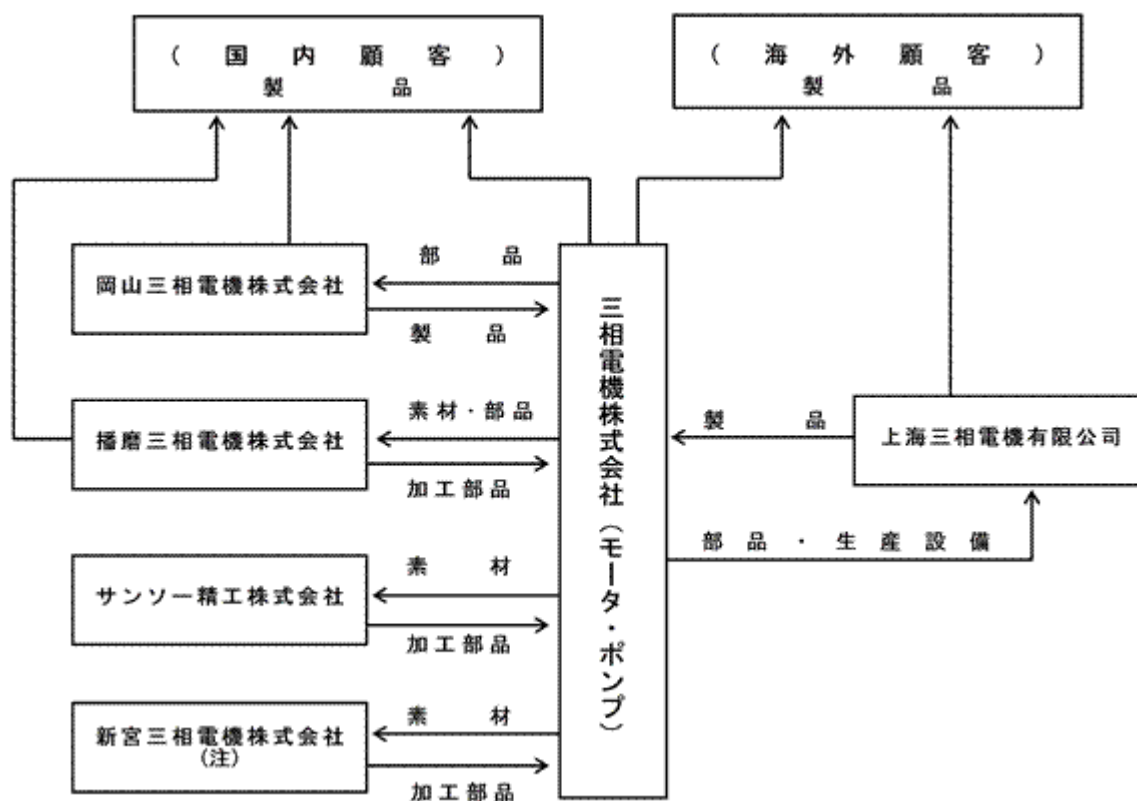 (国内顧客)
製品
(海外顧客)
製品
岡山三相電機株式会社
部品
製品
播磨三相電機株式会社
素材・部品
加工部品
サンソー精工株式会社
素材
加工部品
新宮三相電機株式会社
(注)
素材
加工部品
三相電機株式会社(モータ・ポンプ)
製品
上海三相電機有限公司
部品・生産設備